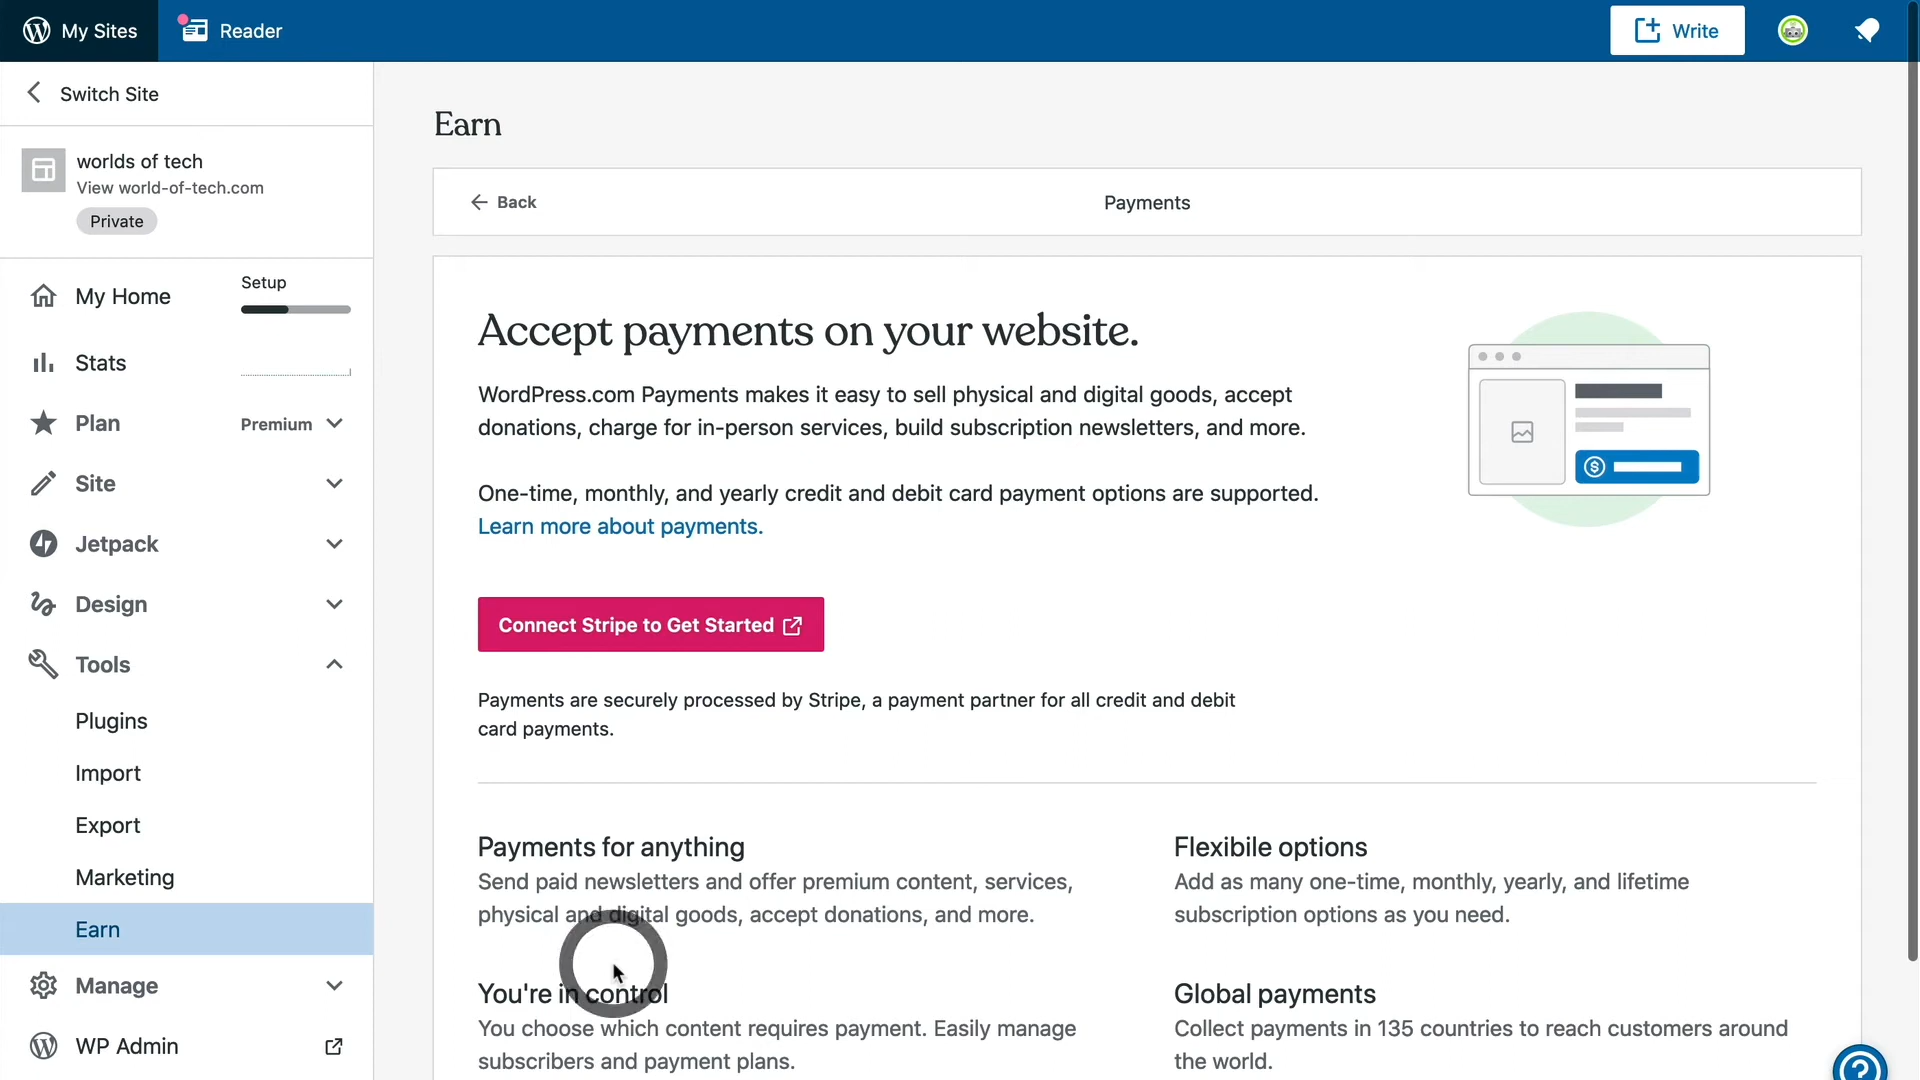 My Sites
Reader
Write
Switch Site
worlds of tech
View world-of-tech.com
Private
My Home
Setup
Stats
Plan
Premium
Site
Jetpack
Design
Tools
Plugins
Import
Export
Marketing
Earn
Manage
WP Admin
Earn
Back
Payments
Accept payments on your website.
WordPress.com Payments makes it easy to sell physical and digital goods, accept
donations, charge for in-person services, build subscription newsletters, and more.
One-time, monthly, and yearly credit and debit card payment options are supported.
Learn more about payments.
Connect Stripe to Get Started
Payments are securely processed by Stripe, a payment partner for all credit and debit
card payments.
Payments for anything
Send paid newsletters and offer premium content, services,
physical and digital goods, accept donations, and more.
Flexibile options
Add as many one-time, monthly, yearly, and lifetime
subscription options as you need.
You're in control
You choose which content requires payment. Easily manage
subscribers and payment plans.
Global payments
Collect payments in 135 countries to reach customers around
the world.